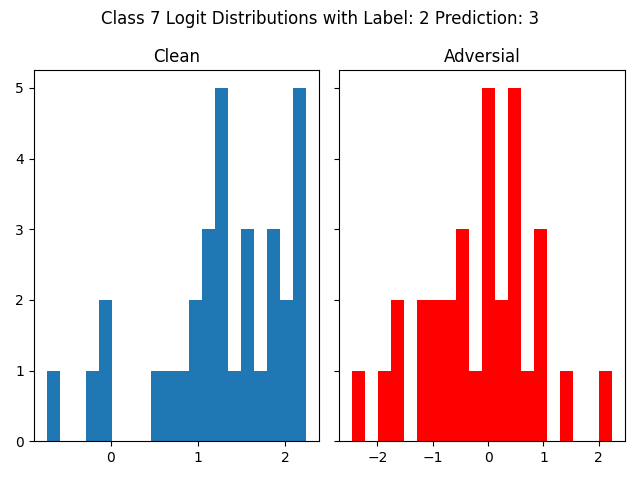 Class 7 Logit Distributions with Label: 2 Prediction: 3
Clean
Adversial
5
4
3
2
1
0
0 1 2
−2 −1 0 1 2